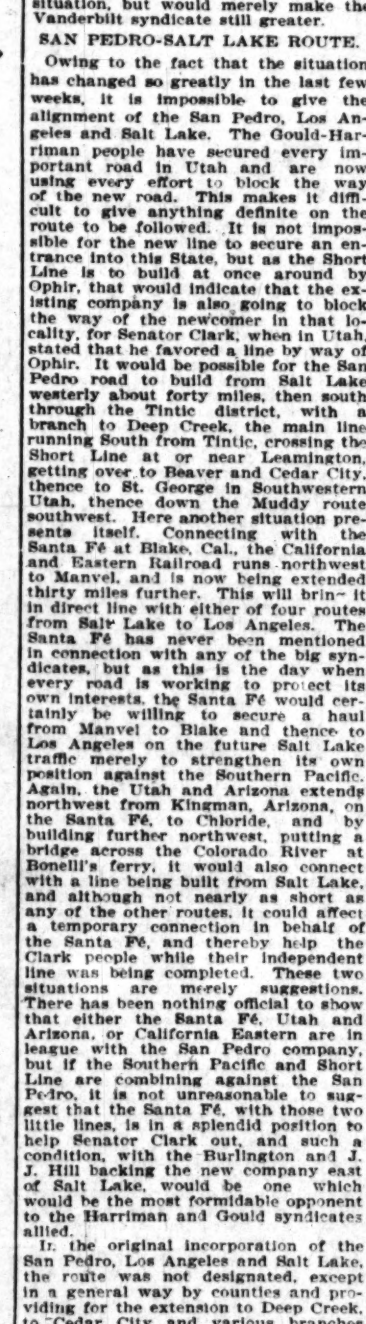 situation, but would merely make the
Vanderbilt syndicate still greater.
SAN PEDRO-SALT LAKE ROUTE.
Owing to the fact that the situation
has changed so greatly in the last few
weeks, it is impossible to give the
alignment of the San Pedro, Los An-
geles and Salt Lake. The Gould-Har-
riman people have secured every im-
portant road in Utah and are now
using every effort to block the way
of the new road. This makes it diffi-
cult to give anything definite on the
route to be followed. It is not impos-
sible for the new line to secure an en-
trance into this State, but as the Short
Line is to build at once around by
Ophir, that would indicate that the ex-
isting company is also going to block
the way of the newcomer in that lo-
cality, for Senator Clark, when in Utah,
stated that he favored a line by way of
Ophir. It would be possible for the San
Pedro road to build from Salt Lake
westerly about forty miles, then south
through the Tintic district, with a
branch to Deep Creek, the main line
running South from Tintic, crossing the
Short Line at or near Leamington,
getting over to Beaver and Cedar City,
thence to St. George in Southwestern
Utah, thence down the Muddy route
southwest. Here another situation pre-
sents itself. Connecting with the
Santa Fé at Blake, Cal., the California
and Eastern Railroad runs northwest
to Manvel, and is now being extended
thirty miles further. This will brin~ it
in direct line with either of four routes
from Salt Lake to Los Angeles. The
Santa Fé has never been mentioned
in connection with any of the big syn-
dicates, but as this is the day when
every road is working to protect its
own interests, the Santa Fé would cer-
tainly be willing to secure a haul
from Manvel to Blake and thence to
Los Angeles on the future Salt Lake
traffic merely to strengthen its own
position against the Southern Pacific.
Again, the Utah and Arizona extends
northwest from Kingman, Arizona, on
the Santa Fé, to Chloride, and by
building further northwest, putting a
bridge across the Colorado River at
Bonelli's ferry, it would also connect
with a line being built from Salt Lake,
and although not nearly as short as
any of the other routes, it could affect
a temporary connection in behalf of
the Santa Fé, and thereby help the
Clark people while their independent
line was being completed. These two
situations are merely suggestions.
There has been nothing official to show
that either the Santa Fé, Utah and
Arizona, or California Eastern are in
league with the San Pedro company,
but if the Southern Pacific and Short
Line are combining against the San
Pedro, it is not unreasonable to sug-
gest that the Santa Fé, with those two
little lines, is in a splendid position to
help Senator Clark out, and such a
condition, with the Burlington and J.
J. Hill backing the new company east
of Salt Lake, would be one which
would be the most formidable opponent
to the Harriman and Gould syndicates
allied.
In the original incorporation of the
San Pedro, Los Angeles and Salt Lake,
the route was not designated, except
in a general way by counties and pro-
viding for the extension to Deep Creek,
to Cedar City and various branches